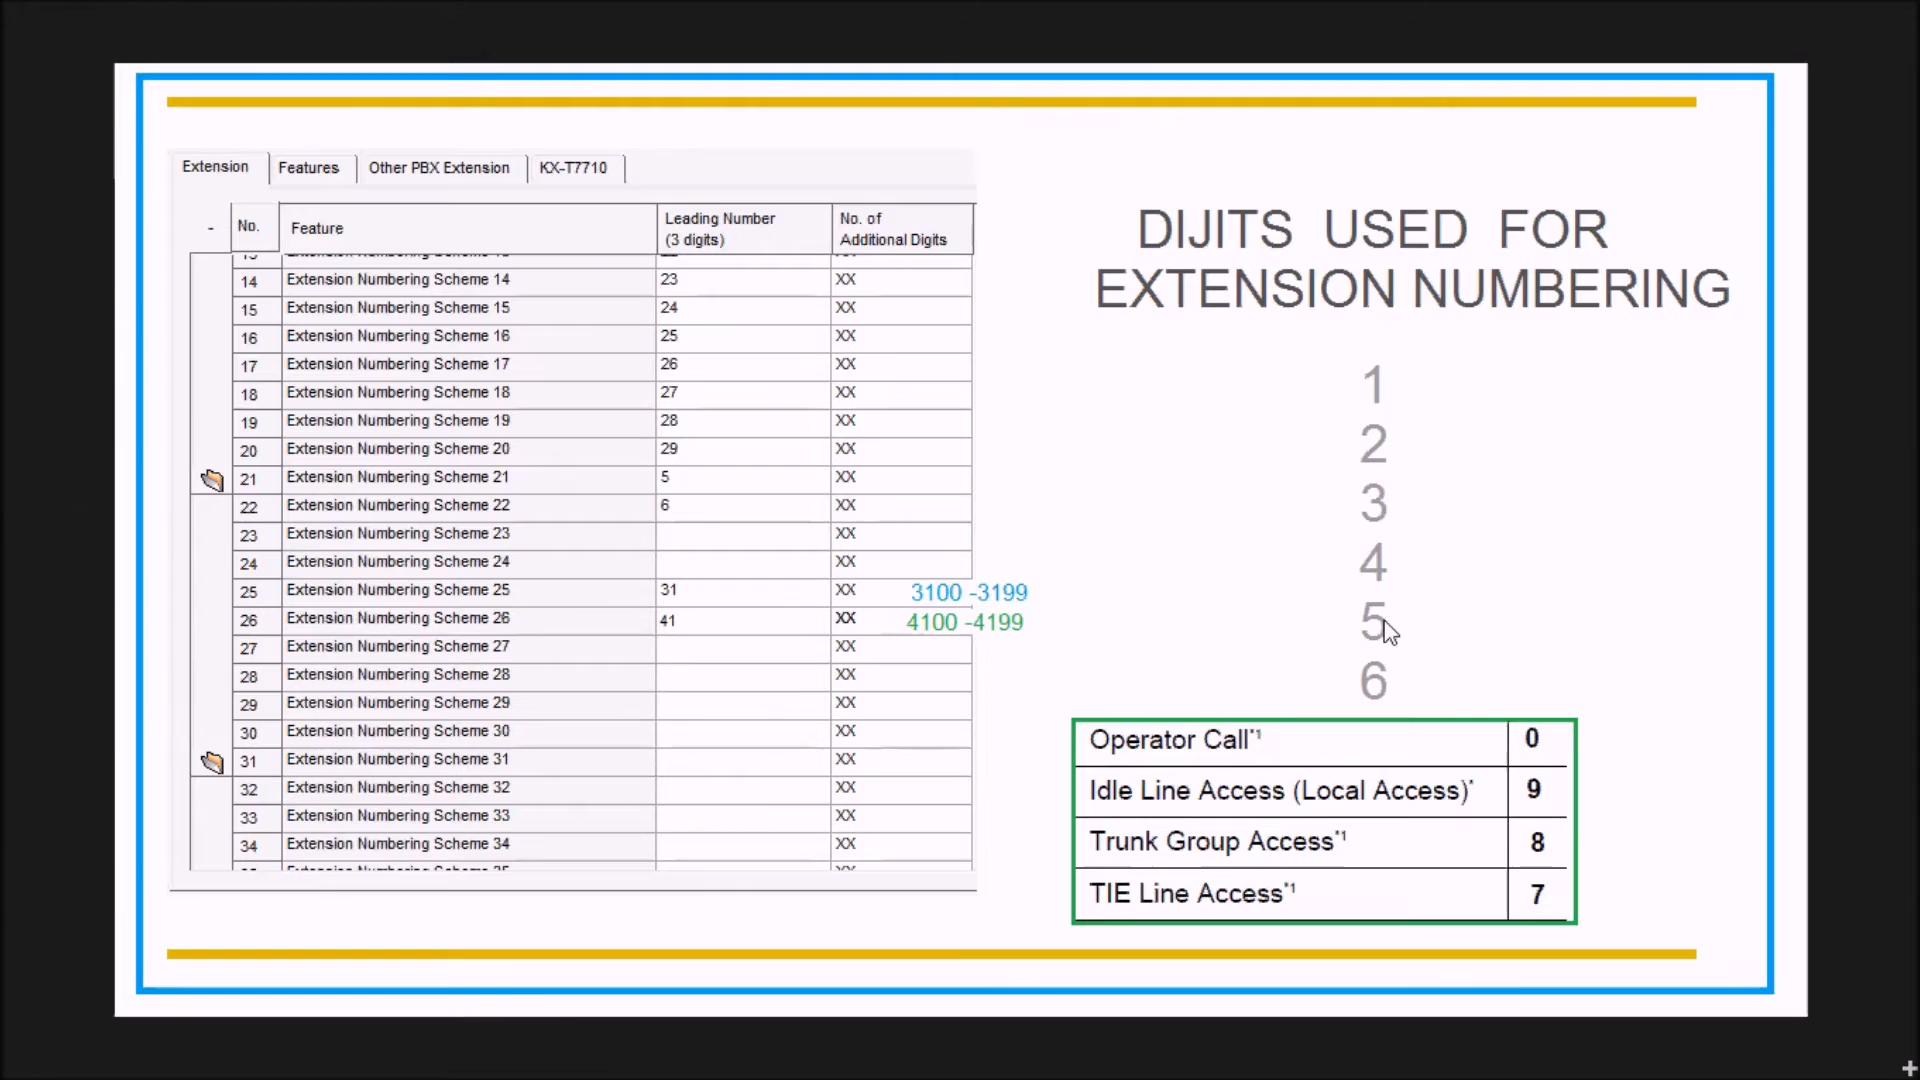 Extension Features Other PBX Extension KX-T7710
- No. Feature Leading Number (3 digits) No. of Additional Digits
14 Extension Numbering Scheme 14 23 XX
15 Extension Numbering Scheme 15 24 XX
16 Extension Numbering Scheme 16 25 XX
17 Extension Numbering Scheme 17 26 XX
18 Extension Numbering Scheme 18 27 XX
19 Extension Numbering Scheme 19 28 XX
20 Extension Numbering Scheme 20 29 XX
21 Extension Numbering Scheme 21 5 XX
22 Extension Numbering Scheme 22 6 XX
23 Extension Numbering Scheme 23 XX
24 Extension Numbering Scheme 24 XX
25 Extension Numbering Scheme 25 31 XX 3100 -3199
26 Extension Numbering Scheme 26 41 XX 4100 -4199
27 Extension Numbering Scheme 27 XX
28 Extension Numbering Scheme 28 XX
29 Extension Numbering Scheme 29 XX
30 Extension Numbering Scheme 30 XX
31 Extension Numbering Scheme 31 XX
32 Extension Numbering Scheme 32 XX
33 Extension Numbering Scheme 33 XX
34 Extension Numbering Scheme 34 XX
DIJITS USED FOR
EXTENSION NUMBERING
1
2
3
4
5
6
Operator Call*1 0
Idle Line Access (Local Access)* 9
Trunk Group Access*1 8
TIE Line Access*1 7